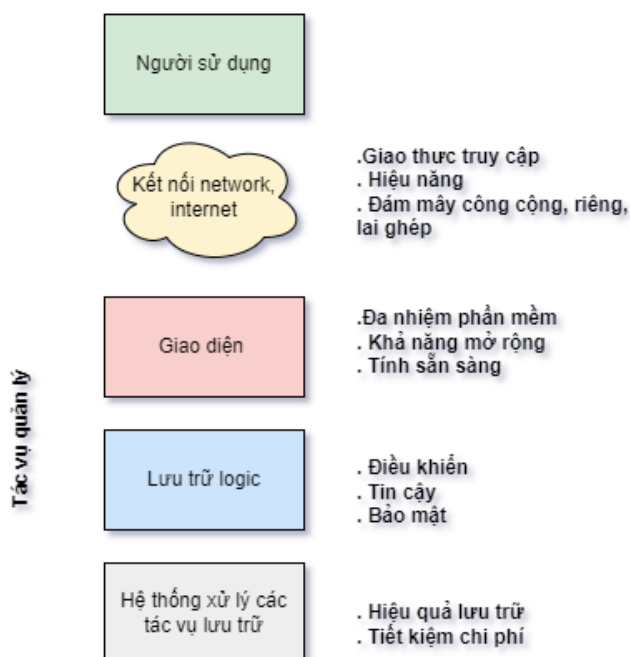 Người sử dụng
Kết nối network,
internet
.Giao thưc truy cập
. Hiệu năng
. Đám mây công cộng, riêng,
lai ghép
Giao diện
.Đa nhiệm phần mềm
. Khả năng mở rộng
. Tính sẵn sàng
Tác vụ quản lý
Lưu trữ logic
. Điều khiển
. Tin cậy
. Bảo mật
Hệ thống xử lý các
tác vụ lưu trữ
. Hiệu quả lưu trữ
. Tiết kiệm chi phí